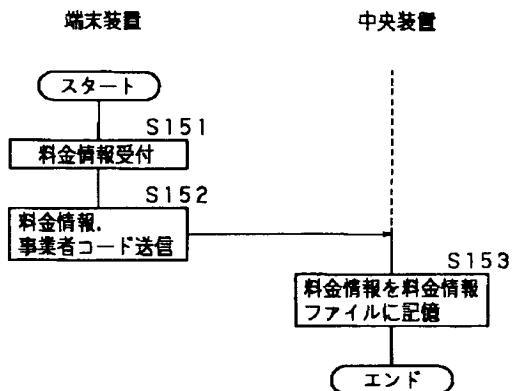 端末装置
中央装置
スタート
S151
料金情報受付
S152
料金情報,
事業者コード送信
S153
料金情報を料金情報
ファイルに記憶
エンド